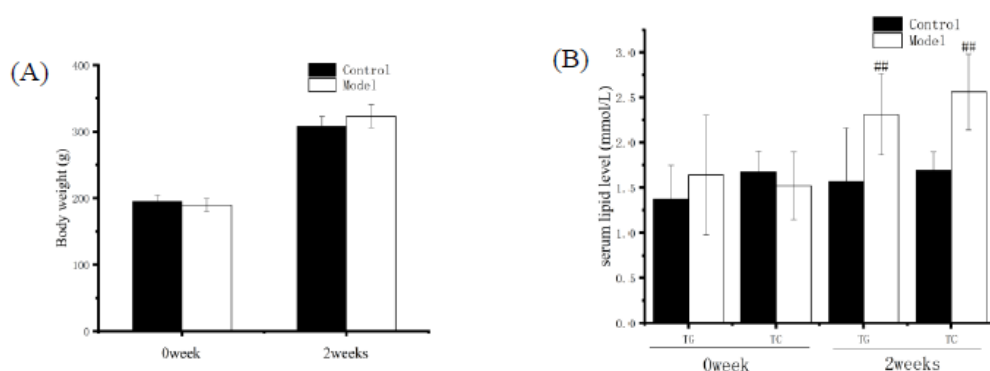 (A)
Body weight (g)
400
300
200
100
0
Control
Model
0week
2weeks
(B)
serum lipid level (mmol/L)
3.0
2.5
2.0
1.5
1.0
0.5
0.0
Control
Model
##
##
TG
TC
TG
TC
0week
2weeks